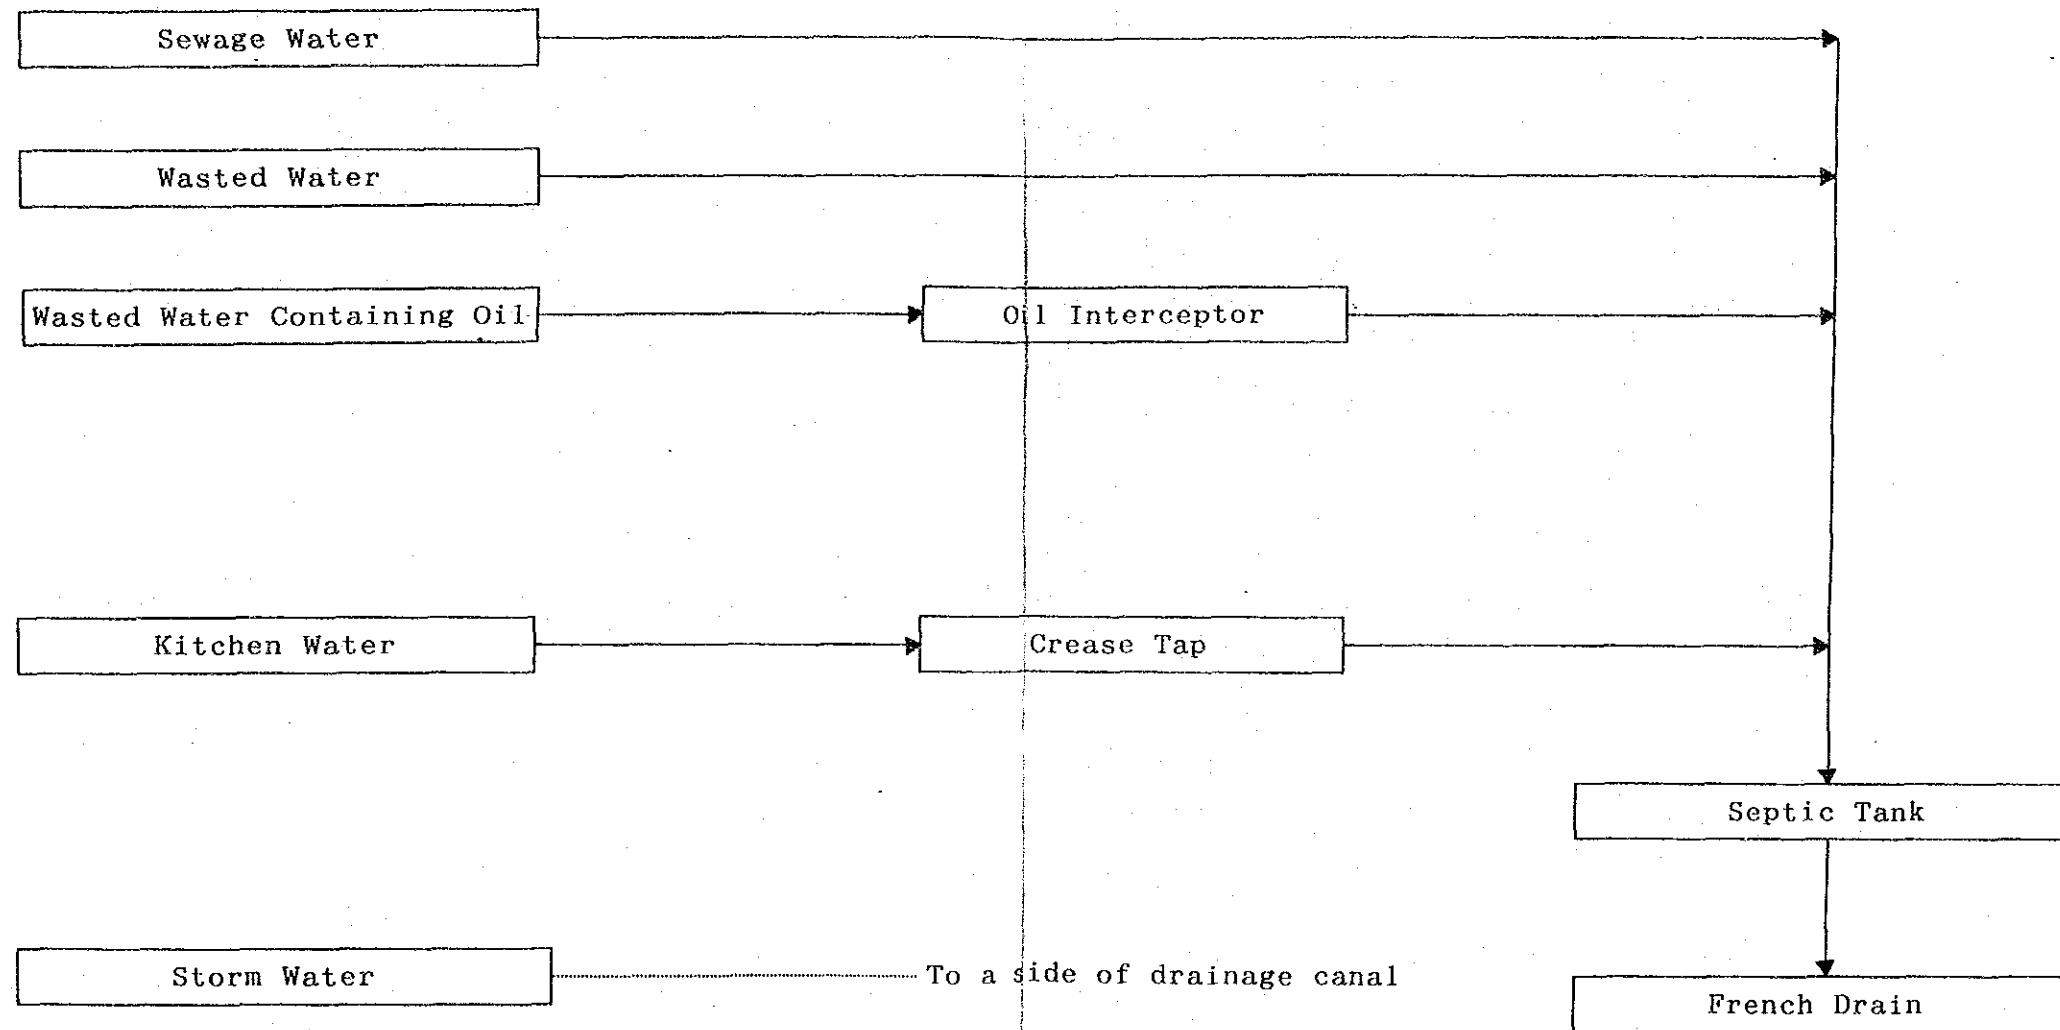 Sewage Water
Wasted Water
Wasted Water Containing Oil
Oil Interceptor
Kitchen Water
Crease Tap
Septic Tank
Storm Water
To a side of drainage canal
French Drain